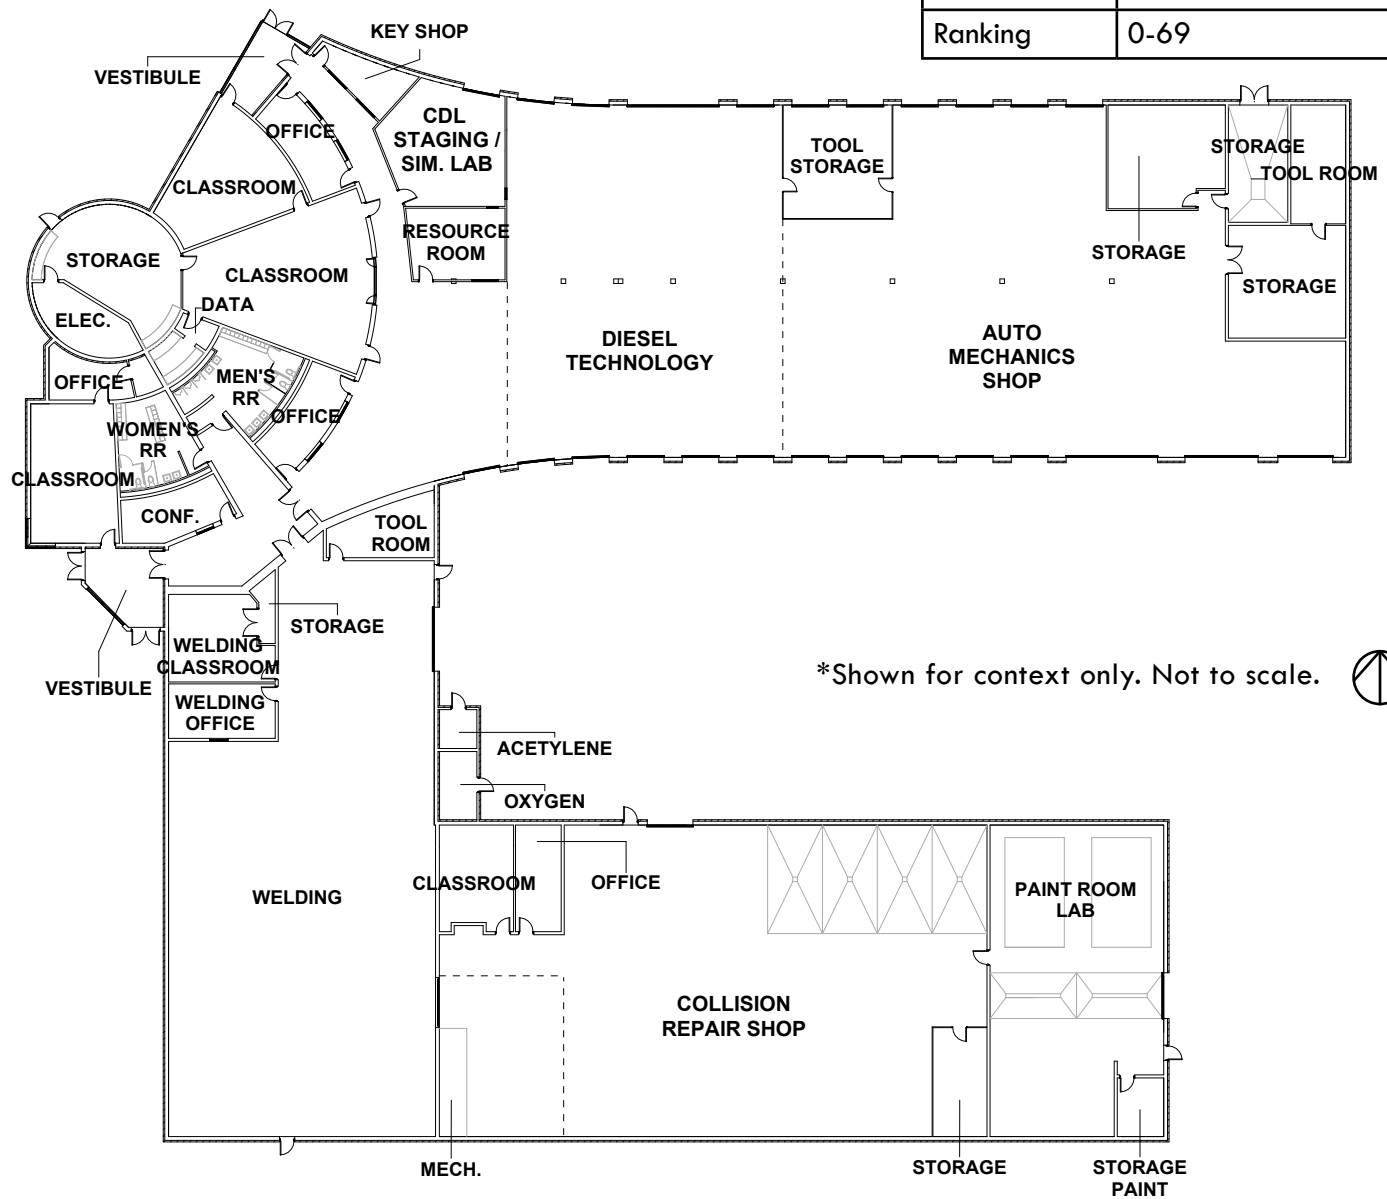 Ranking 0-69
KEY SHOP
VESTIBULE
CDL
STAGING /
SIM. LAB
OFFICE
CLASSROOM
TOOL
STORAGE
STORAGE
TOOL ROOM
RESOURCE
ROOM
STORAGE
STORAGE
CLASSROOM
STORAGE
DATA
ELEC.
DIESEL
TECHNOLOGY
AUTO
MECHANICS
SHOP
OFFICE
MEN'S
RR
OFFICE
WOMEN'S
RR
CLASSROOM
CONF.
TOOL
ROOM
STORAGE
WELDING
CLASSROOM
VESTIBULE
WELDING
OFFICE
*Shown for context only. Not to scale.
ACETYLENE
OXYGEN
WELDING
CLASSROOM
OFFICE
PAINT ROOM
LAB
COLLISION
REPAIR SHOP
MECH.
STORAGE
STORAGE
PAINT